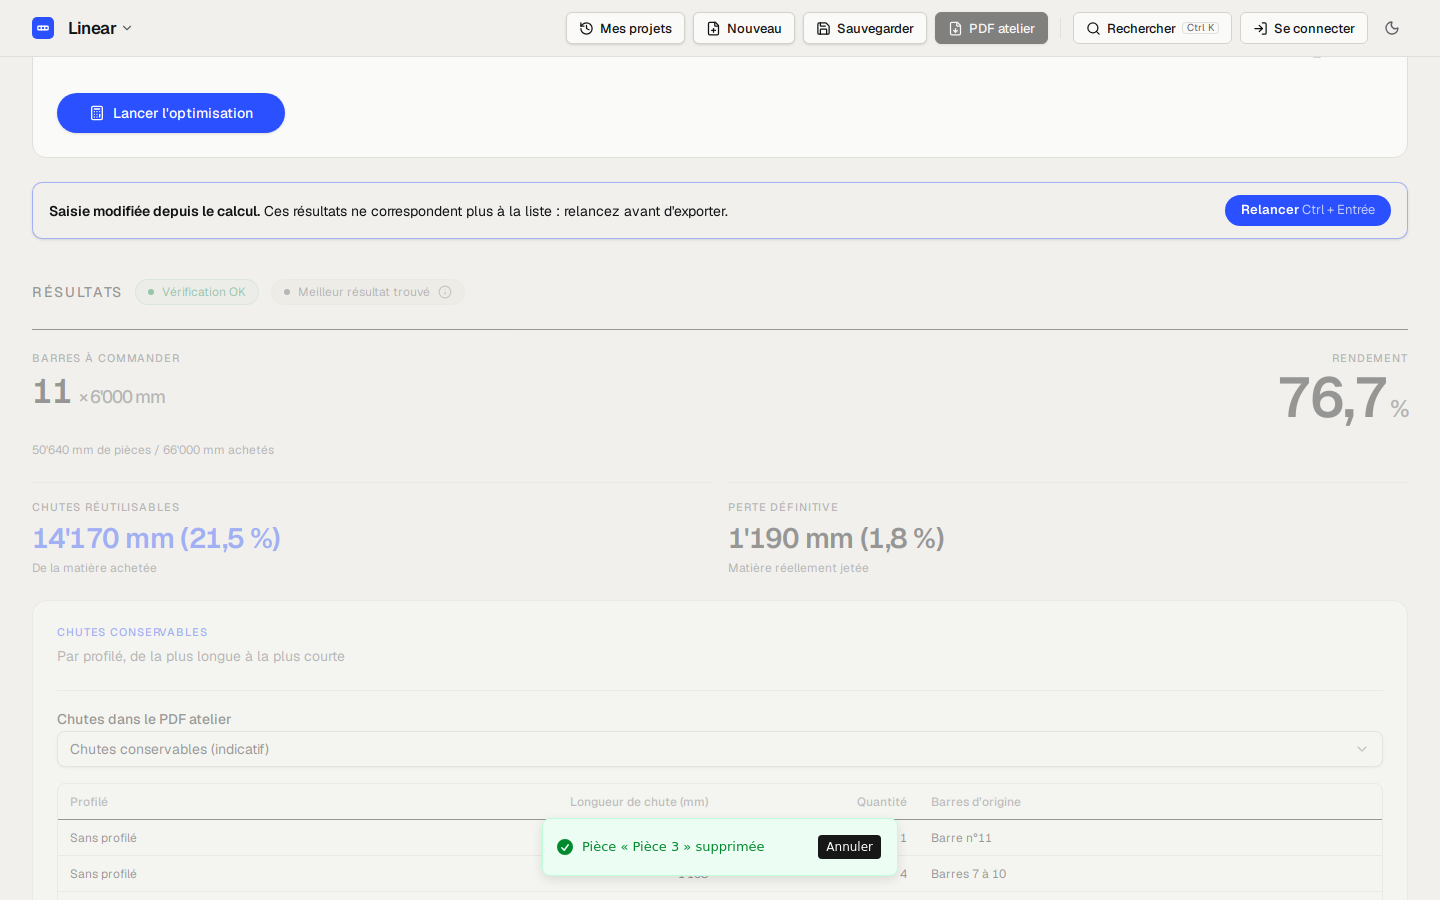 Linear
Mes projets
Nouveau
Sauvegarder
PDF atelier
Rechercher Ctrl K
Se connecter
Lancer l'optimisation
Saisie modifiée depuis le calcul. Ces résultats ne correspondent plus à la liste : relancez avant d'exporter.
Relancer Ctrl + Entrée
RÉSULTATS
Vérification OK
Meilleur résultat trouvé
BARRES À COMMANDER
RENDEMENT
11 × 6'000 mm
76,7 %
50'640 mm de pièces / 66'000 mm achetés
CHUTES RÉUTILISABLES
PERTE DÉFINITIVE
14'170 mm (21,5 %)
1'190 mm (1,8 %)
De la matière achetée
Matière réellement jetée
CHUTES CONSERVABLES
Par profilé, de la plus longue à la plus courte
Chutes dans le PDF atelier
Chutes conservables (indicatif)
Profilé Longueur de chute (mm) Quantité Barres d'origine
Sans profilé 1 Barre n°11
Pièce « Pièce 3 » supprimée
Annuler
Sans profilé 4 Barres 7 à 10